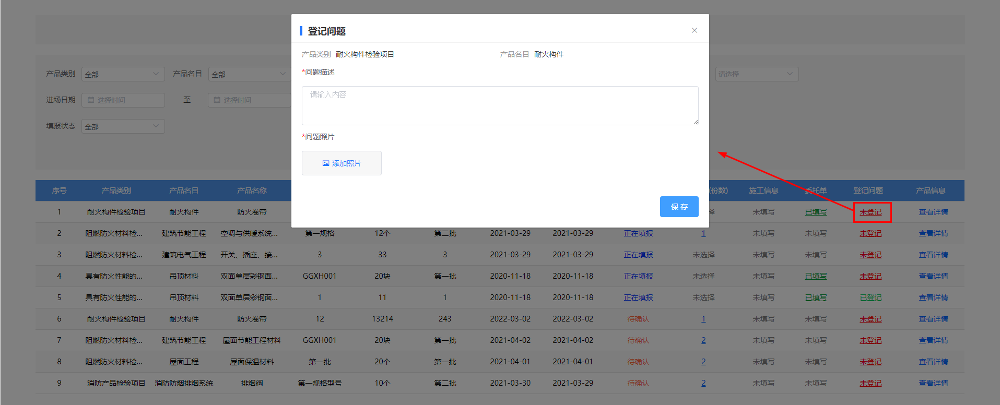 登记问题
产品类别 耐火构件检验项目 产品名目 耐火构件
*问题描述
请输入内容
*问题照片
添加照片
保 存
产品类别 全部 产品名目 全部 请选择
进场日期 选择时间 至 选择时间
填报状态 全部
序号 产品类别 产品名目 产品名称 (份数) 施工信息 委托单 登记问题 产品信息
1 耐火构件检验项目 耐火构件 防火卷帘 择 未填写 已填写 未登记 查看详情
2 阻燃防火材料检... 建筑节能工程 空调与供暖系统... 第一规格 12个 第二批 2021-03-29 2021-03-29 正在填报 1 未填写 未填写 未登记 查看详情
3 阻燃防火材料检... 建筑电气工程 开关、插座、接... 3 33 3 2021-03-29 2021-03-29 正在填报 未选择 未填写 未填写 未登记 查看详情
4 具有防火性能的... 吊顶材料 双面单层彩钢面... GGXH001 20块 第一批 2020-11-18 2020-11-18 正在填报 未选择 未填写 已填写 未登记 查看详情
5 具有防火性能的... 吊顶材料 双面单层彩钢面... 1 11 1 2020-11-18 2020-11-18 正在填报 未选择 未填写 已填写 已登记 查看详情
6 耐火构件检验项目 耐火构件 防火卷帘 12 13214 243 2022-03-02 2022-03-02 待确认 1 未填写 未填写 未登记 查看详情
7 阻燃防火材料检... 建筑节能工程 屋面节能工程材料 GGXH001 20块 第一批 2021-04-02 2021-04-02 待确认 2 未填写 未填写 未登记 查看详情
8 阻燃防火材料检... 屋面工程 屋面保温材料 第一批 20个 第一批 2021-04-01 2021-04-01 待确认 2 未填写 未填写 未登记 查看详情
9 消防产品检验项目 消防防烟排烟系统 排烟阀 第一规格型号 10个 第二批 2021-03-30 2021-03-29 待确认 2 未填写 未填写 未登记 查看详情